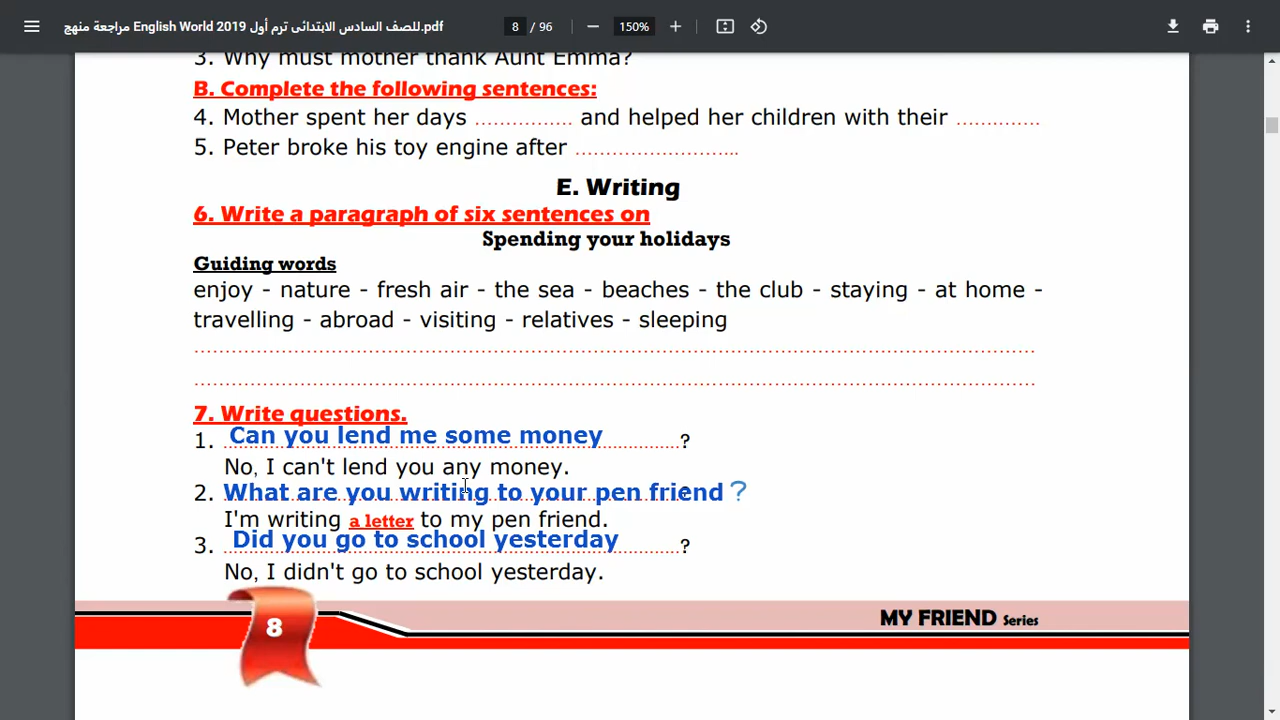 مراجعة منهج English World 2019 للصف السادس الابتدائى ترم أول.pdf
8 / 96
150%
3. Why must mother thank Aunt Emma?
B. Complete the following sentences:
4. Mother spent her days ................ and helped her children with their ..............
5. Peter broke his toy engine after ..........................
E. Writing
6. Write a paragraph of six sentences on
Spending your holidays
Guiding words
enjoy - nature - fresh air - the sea - beaches - the club - staying - at home -
travelling - abroad - visiting - relatives - sleeping
7. Write questions.
1. Can you lend me some money ?
No, I can't lend you any money.
2. What are you writing to your pen friend ?
I'm writing a letter to my pen friend.
3. Did you go to school yesterday ?
No, I didn't go to school yesterday.
8
MY FRIEND Series